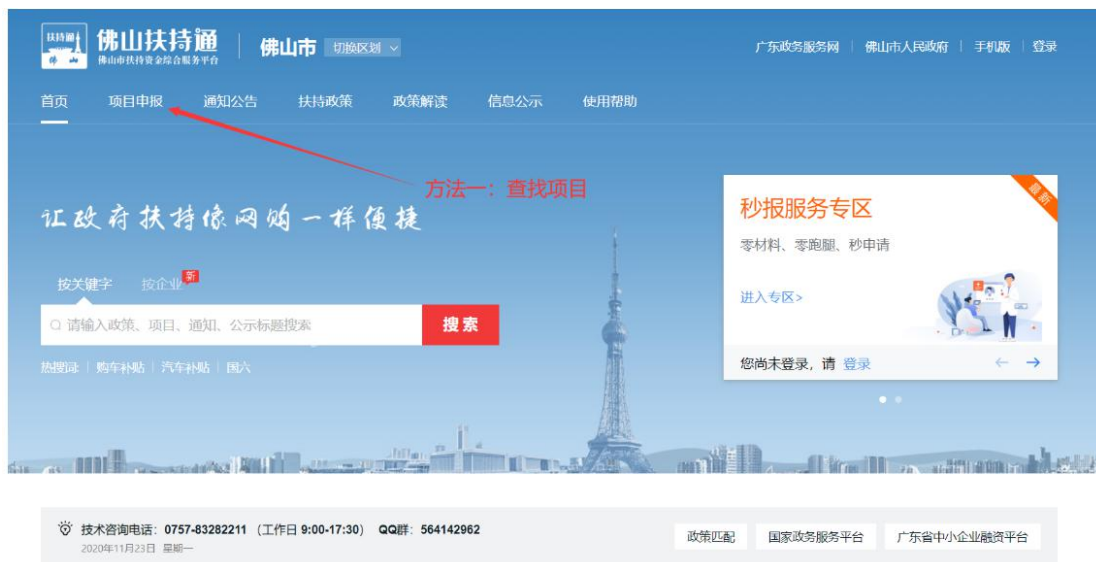 扶持通 佛山扶持通 佛山市 切换区划 广东政务服务网 佛山市人民政府 手机版 登录
佛山市扶持资金综合服务平台
首页 项目申报 通知公告 扶持政策 政策解读 信息公示 使用帮助
方法一：查找项目
让政府扶持像网购一样便捷
最新
秒报服务专区
零材料、零跑腿、秒申请
按关键字 按企业 新
进入专区>
请输入政策、项目、通知、公示标题搜索 搜索
热搜词 购车补贴 汽车补贴 国六
您尚未登录，请 登录
技术咨询电话：0757-83282211 （工作日 9:00-17:30） QQ群：564142962
2020年11月23日 星期一
政策匹配 国家政务服务平台 广东省中小企业融资平台